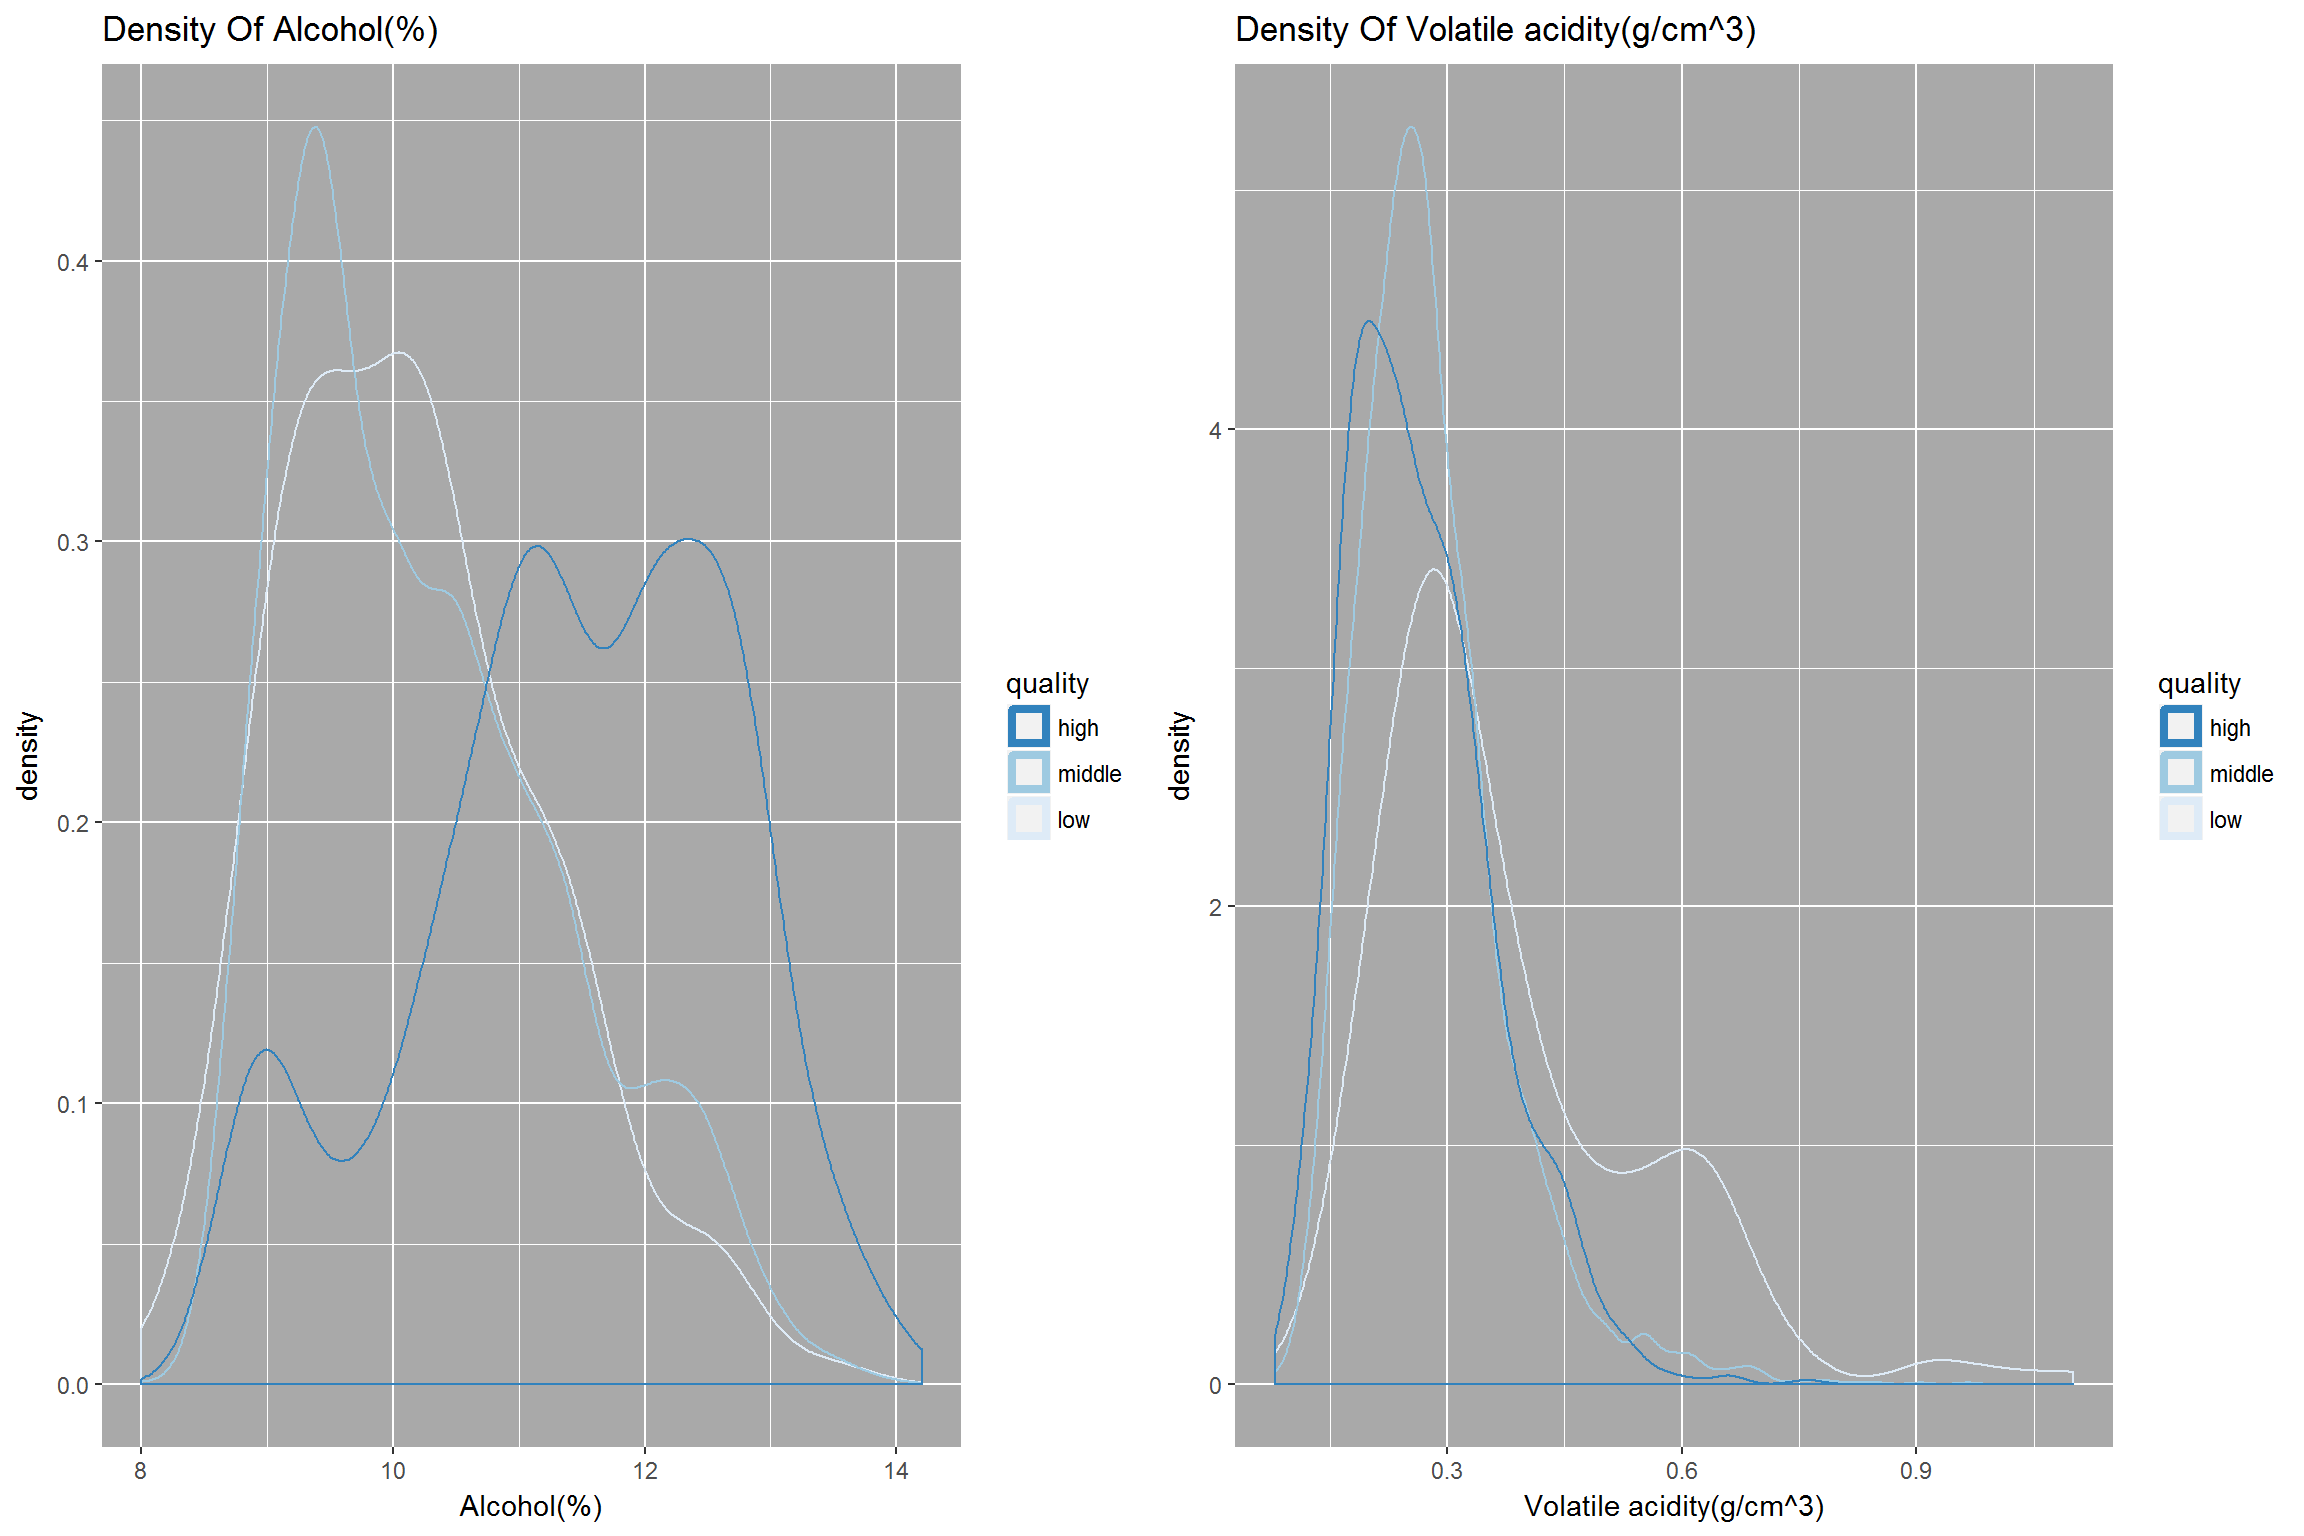 Density Of Alcohol(%)
density
0.4
0.3
0.2
0.1
0.0
8 10 12 14
Alcohol(%)
quality
high
middle
low
Density Of Volatile acidity(g/cm^3)
density
4
2
0
0.3 0.6 0.9
Volatile acidity(g/cm^3)
quality
high
middle
low